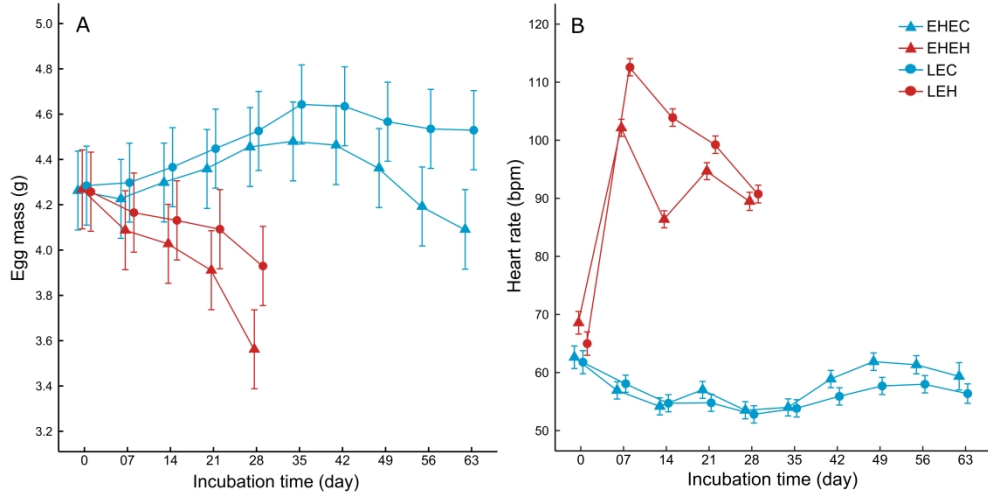 A
Egg mass (g)
5.0
4.8
4.6
4.4
4.2
4.0
3.8
3.6
3.4
3.2
0 07 14 21 28 35 42 49 56 63
Incubation time (day)
B
Heart rate (bpm)
120
110
100
90
80
70
60
50
0 07 14 21 28 35 42 49 56 63
Incubation time (day)
EHEC
EHEH
LEC
LEH